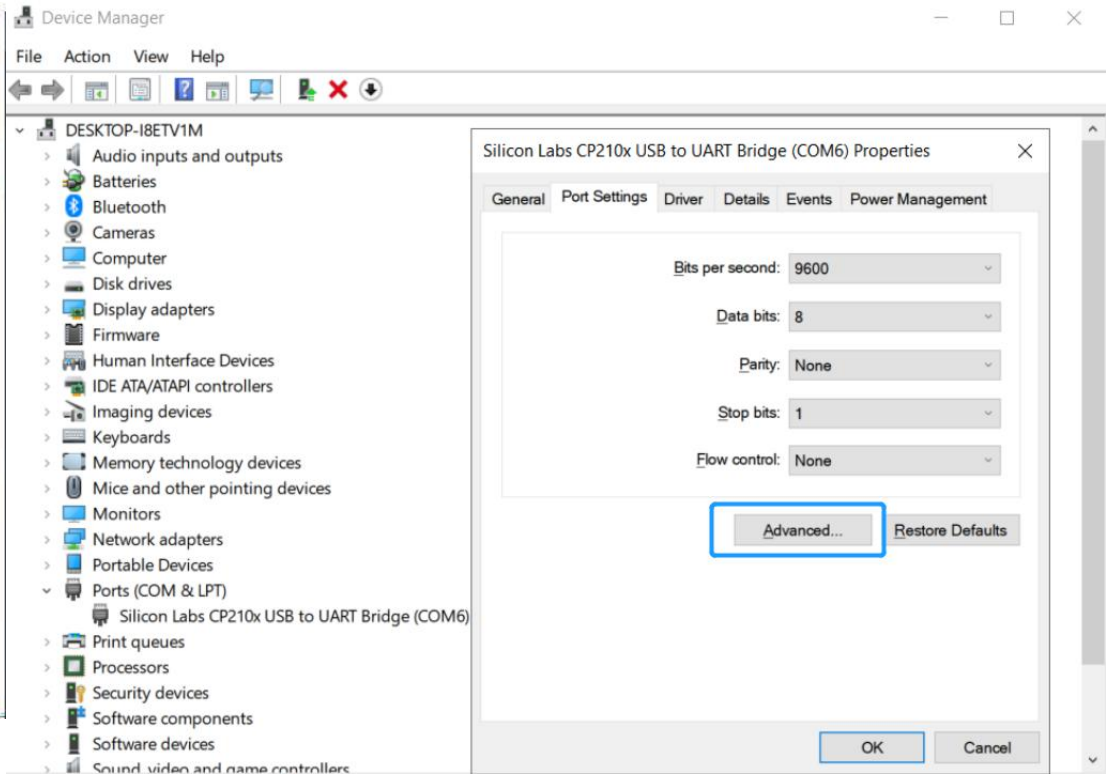 Device Manager
File Action View Help
DESKTOP-I8ETV1M
Audio inputs and outputs
Batteries
Bluetooth
Cameras
Computer
Disk drives
Display adapters
Firmware
Human Interface Devices
IDE ATA/ATAPI controllers
Imaging devices
Keyboards
Memory technology devices
Mice and other pointing devices
Monitors
Network adapters
Portable Devices
Ports (COM & LPT)
Silicon Labs CP210x USB to UART Bridge (COM6)
Print queues
Processors
Security devices
Software components
Software devices
Sound, video and game controllers
Silicon Labs CP210x USB to UART Bridge (COM6) Properties
General Port Settings Driver Details Events Power Management
Bits per second: 9600
Data bits: 8
Parity: None
Stop bits: 1
Flow control: None
Advanced... Restore Defaults
OK Cancel